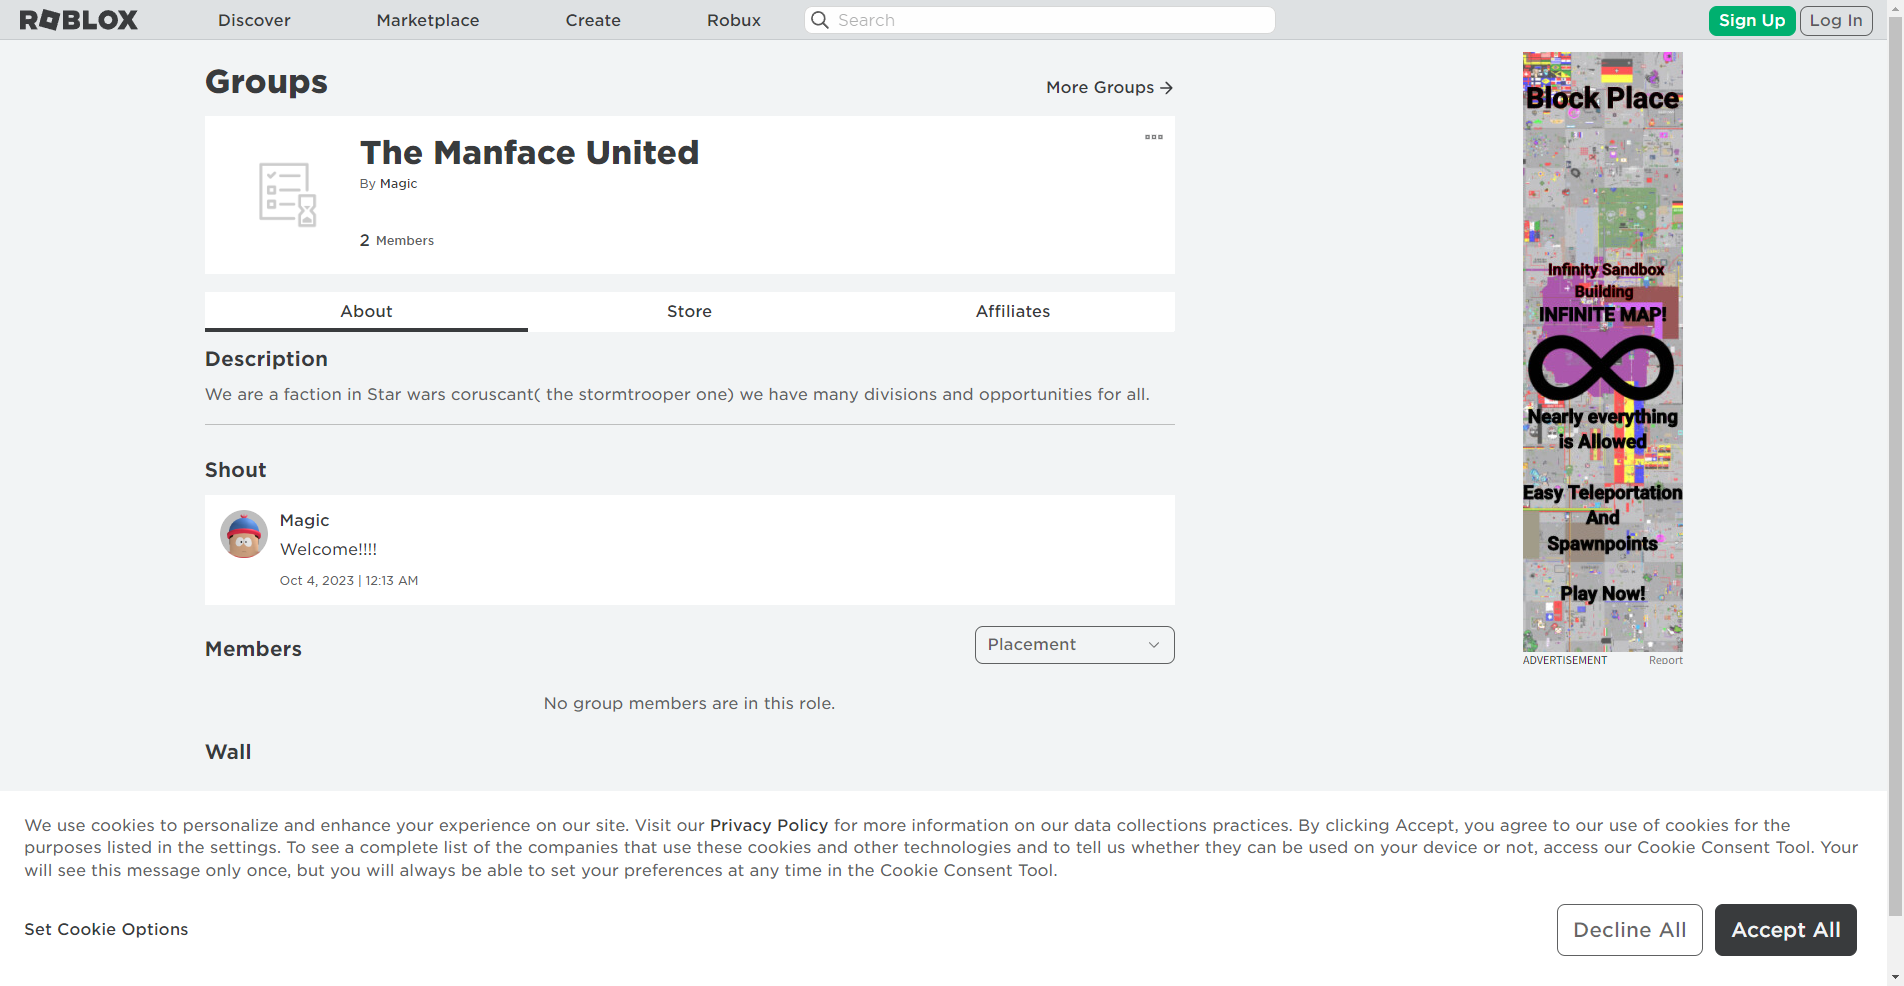 ROBLOX
Discover
Marketplace
Create
Robux
Search
Sign Up
Log In
Groups
More Groups
The Manface United
By Magic
2 Members
About
Store
Affiliates
Description
We are a faction in Star wars coruscant( the stormtrooper one) we have many divisions and opportunities for all.
Shout
Magic
Welcome!!!!
Oct 4, 2023 | 12:13 AM
Members
Placement
No group members are in this role.
Wall
Block Place
Infinity Sandbox
Building
INFINITE MAP!
Nearly everything
is Allowed
Easy Teleportation
And
Spawnpoints
Play Now!
ADVERTISEMENT
Report
We use cookies to personalize and enhance your experience on our site. Visit our Privacy Policy for more information on our data collections practices. By clicking Accept, you agree to our use of cookies for the
purposes listed in the settings. To see a complete list of the companies that use these cookies and other technologies and to tell us whether they can be used on your device or not, access our Cookie Consent Tool. Your
will see this message only once, but you will always be able to set your preferences at any time in the Cookie Consent Tool.
Set Cookie Options
Decline All
Accept All